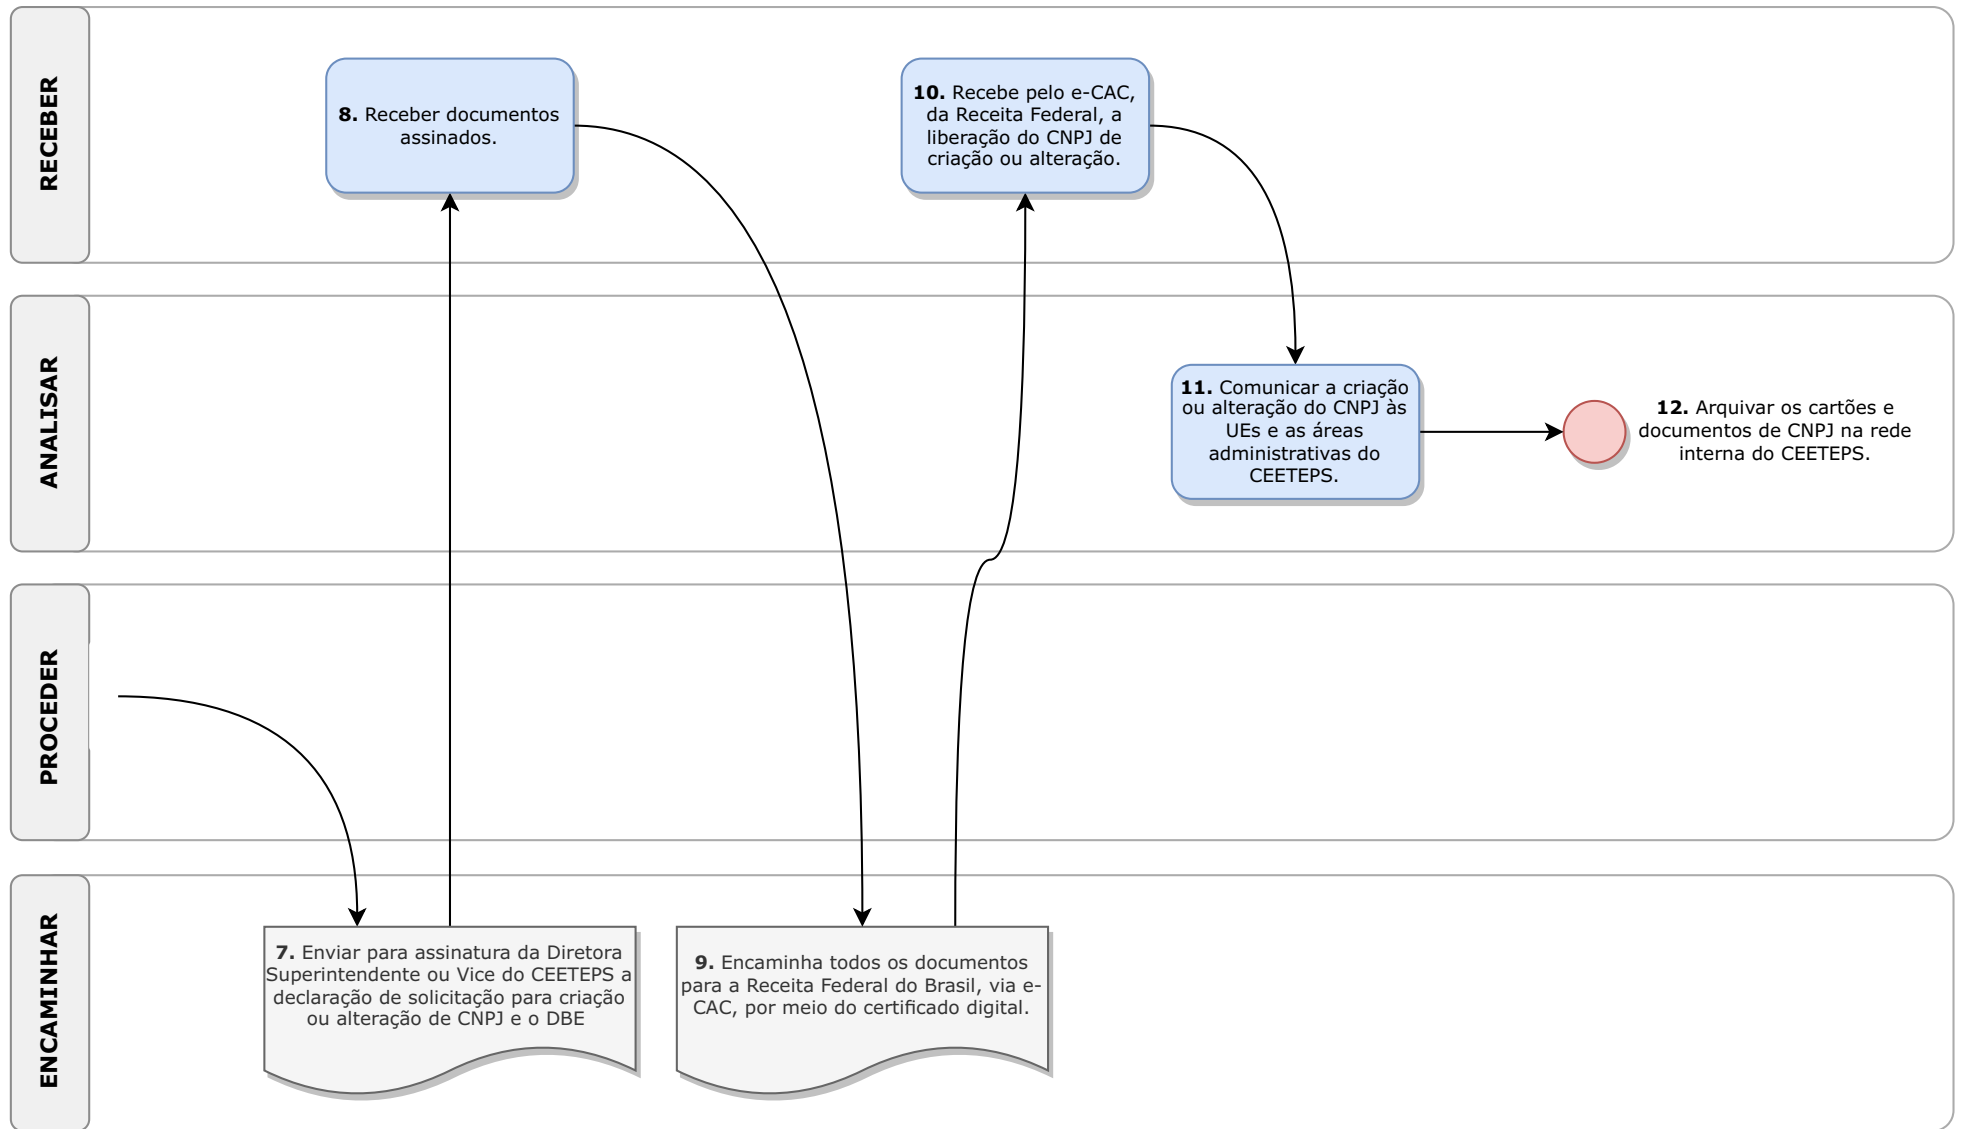 RECEBER
8. Receber documentos
assinados.
10. Recebe pelo e-CAC,
da Receita Federal, a
liberação do CNPJ de
criação ou alteração.
ANALISAR
11. Comunicar a criação
ou alteração do CNPJ às
UEs e as áreas
administrativas do
CEETEPS.
12. Arquivar os cartões e
documentos de CNPJ na rede
interna do CEETEPS.
PROCEDER
ENCAMINHAR
7. Enviar para assinatura da Diretora
Superintendente ou Vice do CEETEPS a
declaração de solicitação para criação
ou alteração de CNPJ e o DBE
9. Encaminha todos os documentos
para a Receita Federal do Brasil, via e-
CAC, por meio do certificado digital.